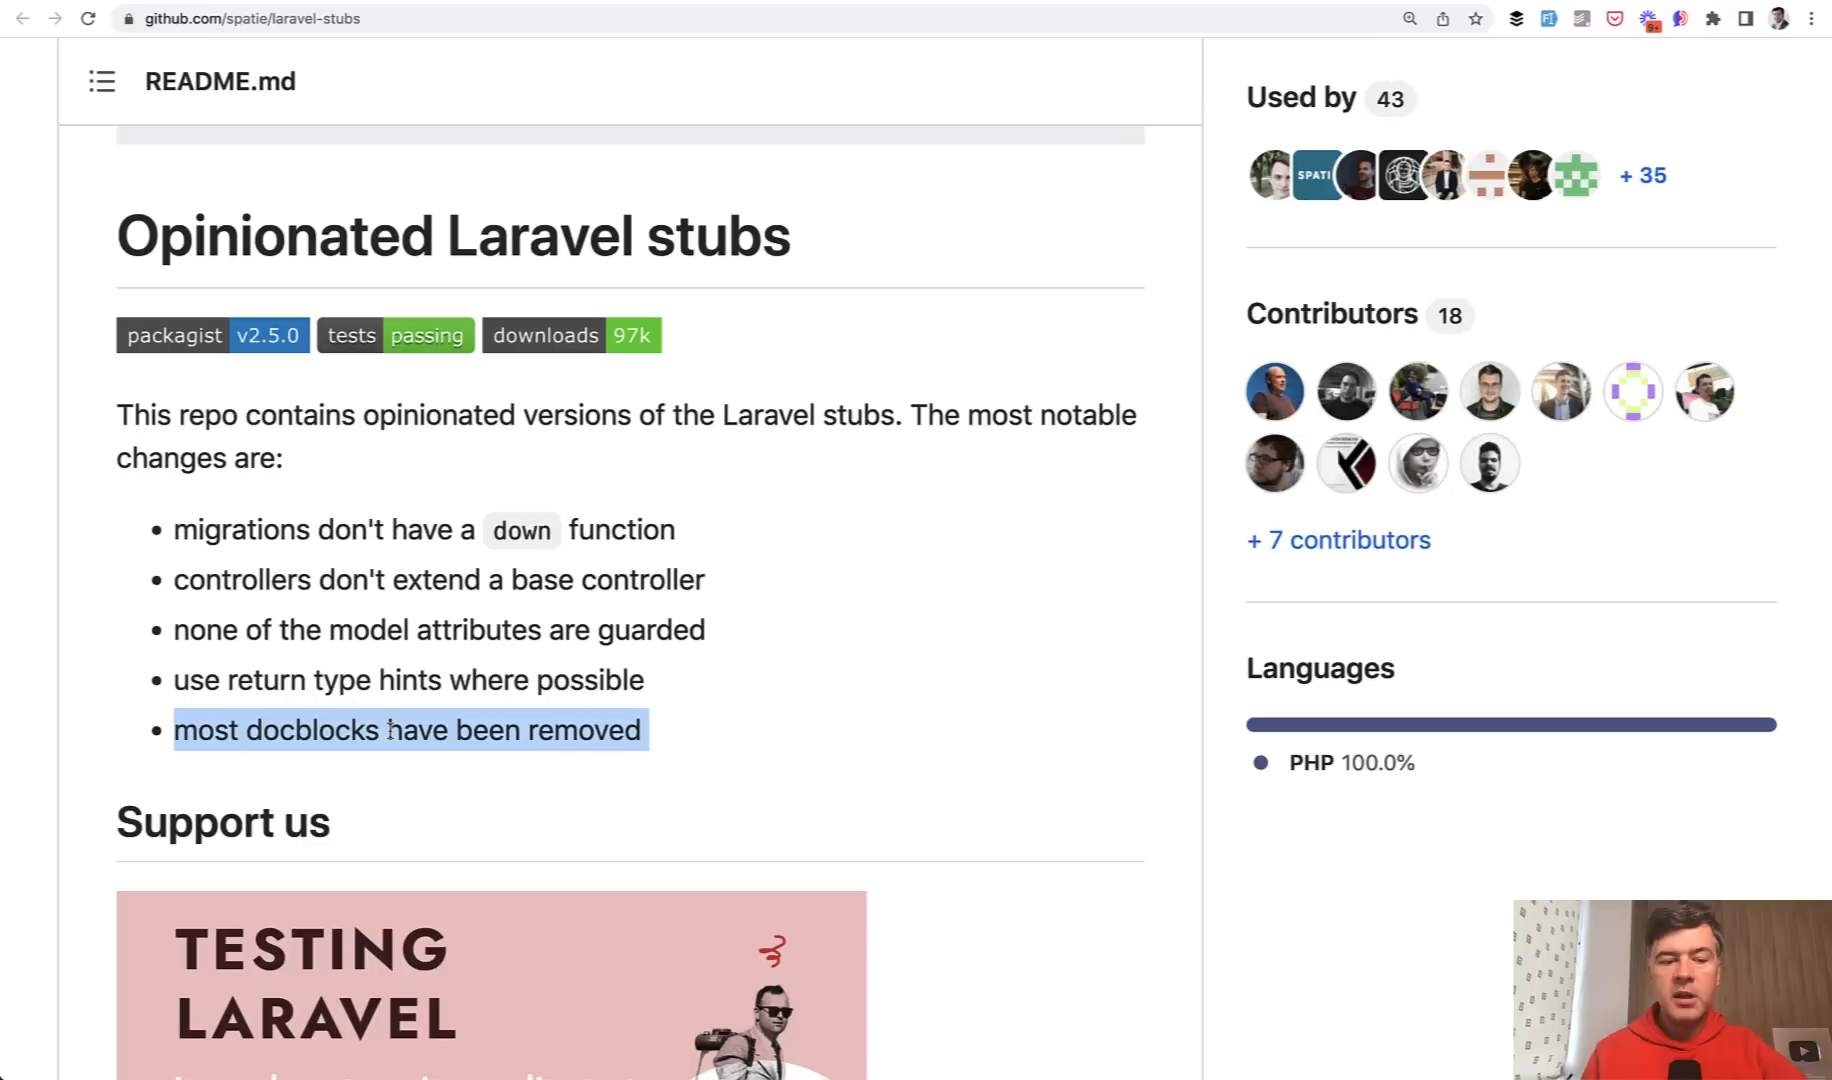 github.com/spatie/laravel-stubs
9+
README.md
Opinionated Laravel stubs
packagist v2.5.0 tests passing downloads 97k
This repo contains opinionated versions of the Laravel stubs. The most notable
changes are:
migrations don't have a down function
controllers don't extend a base controller
none of the model attributes are guarded
use return type hints where possible
most docblocks have been removed
Support us
TESTING
LARAVEL
Used by 43
SPATI
+ 35
Contributors 18
+ 7 contributors
Languages
PHP 100.0%